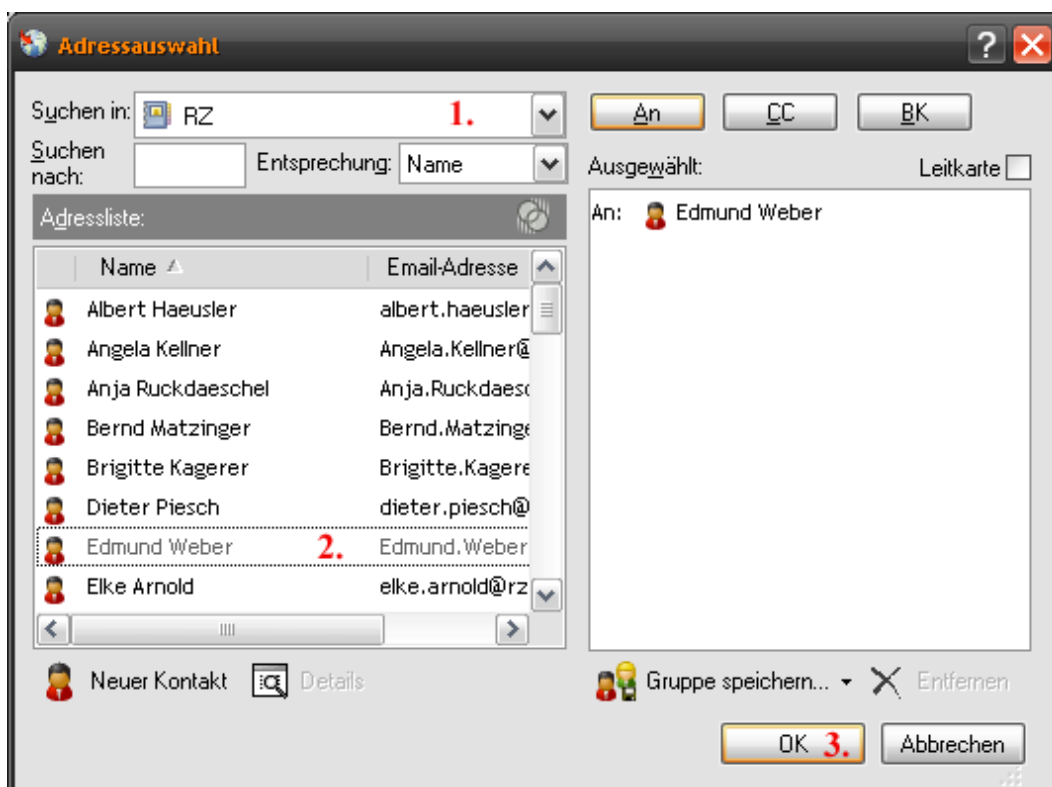 Adressauswahl
?
Suchen in: RZ 1.
An CC BK
Suchen nach: Entsprechung: Name
Ausgewählt: Leitkarte
Adressliste:
An: Edmund Weber
Name Email-Adresse
Albert Haeusler albert.haeusler
Angela Kellner Angela.Kellner@
Anja Ruckdaeschel Anja.Ruckdaesc
Bernd Matzinger Bernd.Matzinge
Brigitte Kagerer Brigitte.Kagere
Dieter Piesch dieter.piesch@
Edmund Weber 2. Edmund.Weber
Elke Arnold elke.arnold@rz
Neuer Kontakt Details
Gruppe speichern... Entfernen
OK 3. Abbrechen